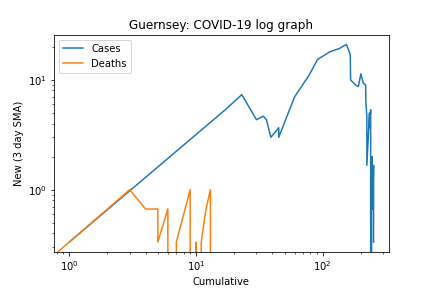 Guernsey: COVID-19 log graph
Cases
Deaths
New (3 day SMA)
10¹
10⁰
10⁰
10¹
10²
Cumulative